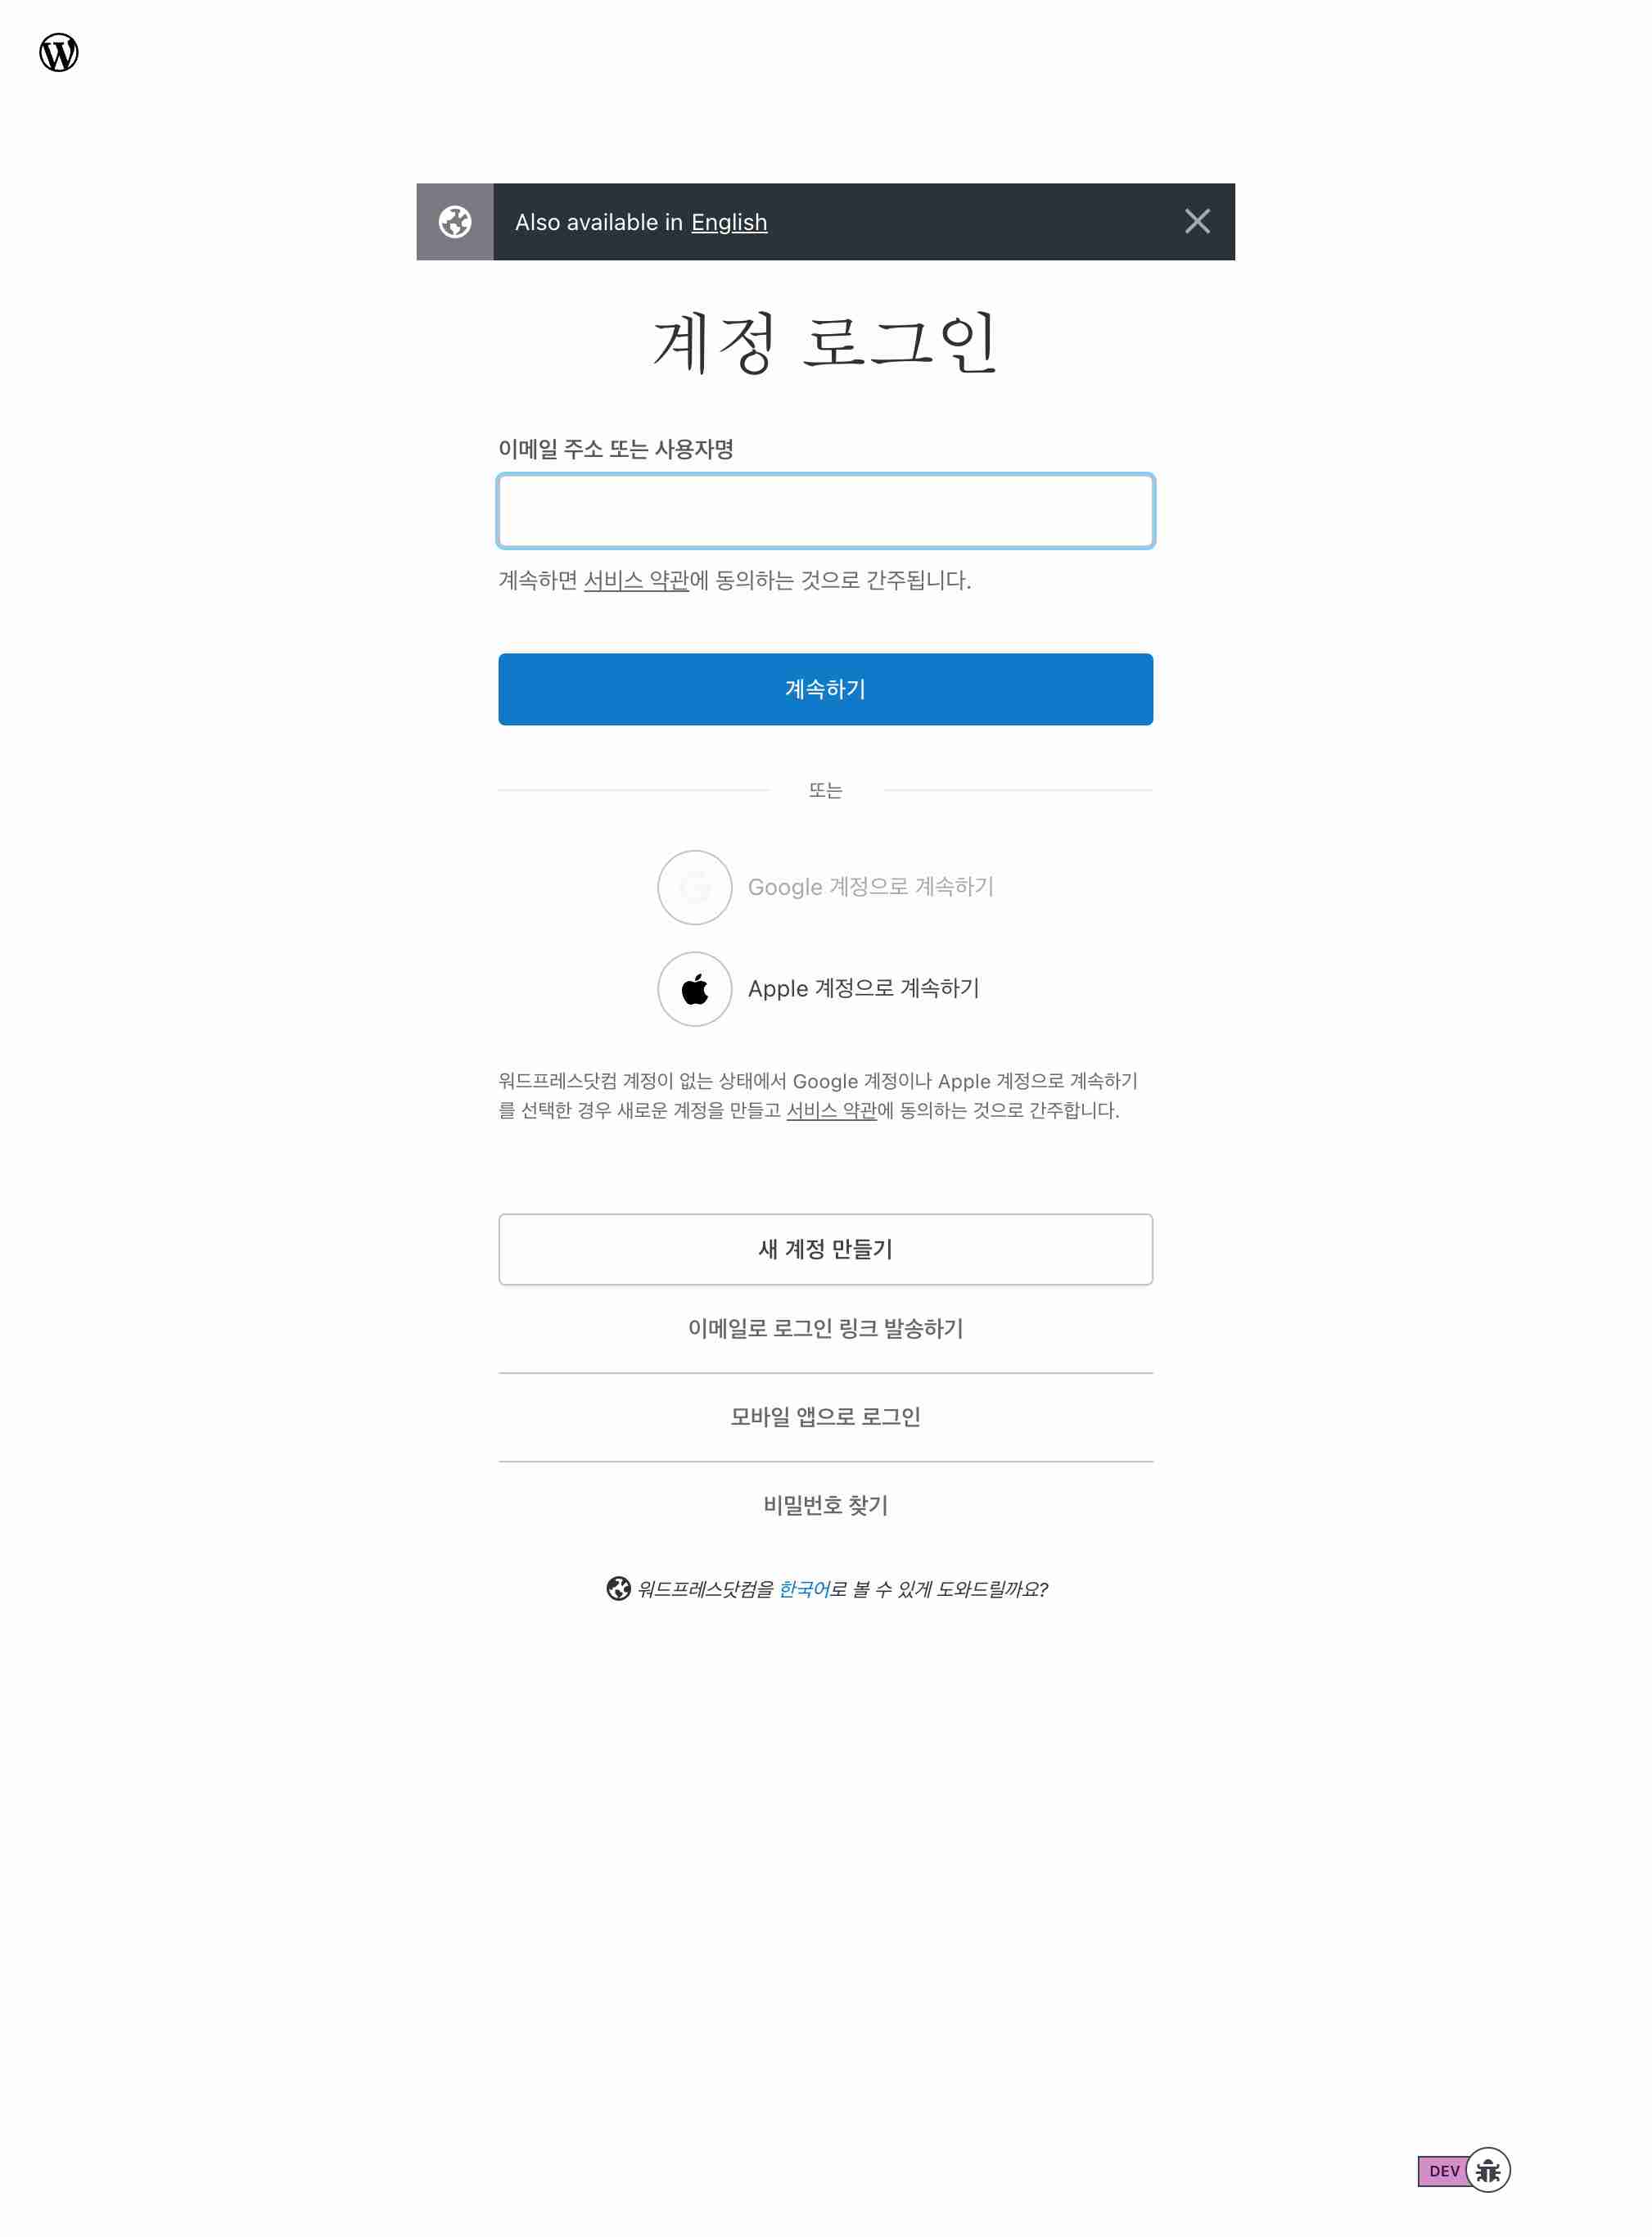 Also available in English
계정 로그인
이메일 주소 또는 사용자명
계속하면 서비스 약관에 동의하는 것으로 간주됩니다.
계속하기
또는
Google 계정으로 계속하기
Apple 계정으로 계속하기
워드프레스닷컴 계정이 없는 상태에서 Google 계정이나 Apple 계정으로 계속하기
를 선택한 경우 새로운 계정을 만들고 서비스 약관에 동의하는 것으로 간주합니다.
새 계정 만들기
이메일로 로그인 링크 발송하기
모바일 앱으로 로그인
비밀번호 찾기
워드프레스닷컴을 한국어로 볼 수 있게 도와드릴까요?
DEV